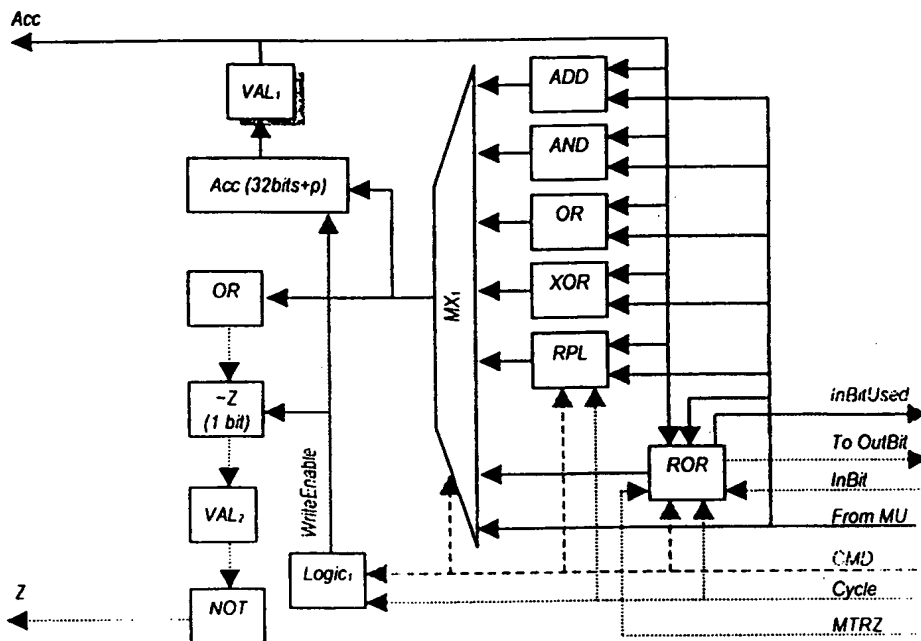 Acc
VAL₁
ADD
AND
Acc (32bits+p)
OR
XOR
OR
MX₁
RPL
~Z
(1 bit)
WriteEnable
InBitUsed
To OutBit
ROR
InBit
VAL₂
From MU
Logic₁
CMD
Cycle
Z
NOT
MTRZ